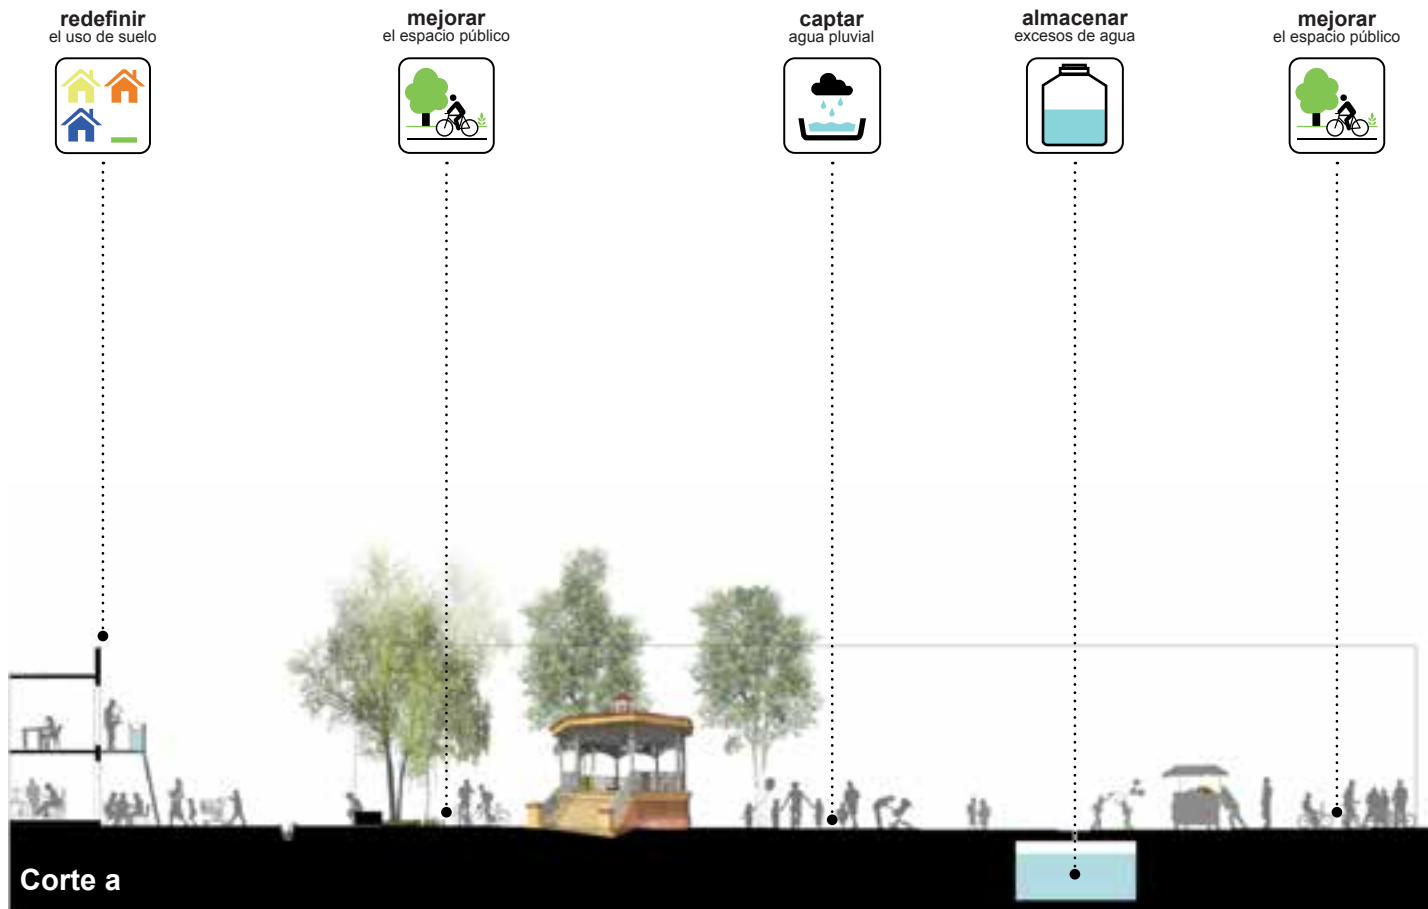 redefinir
el uso de suelo
mejorar
el espacio público
captar
agua pluvial
almacenar
excesos de agua
mejorar
el espacio público
Corte a